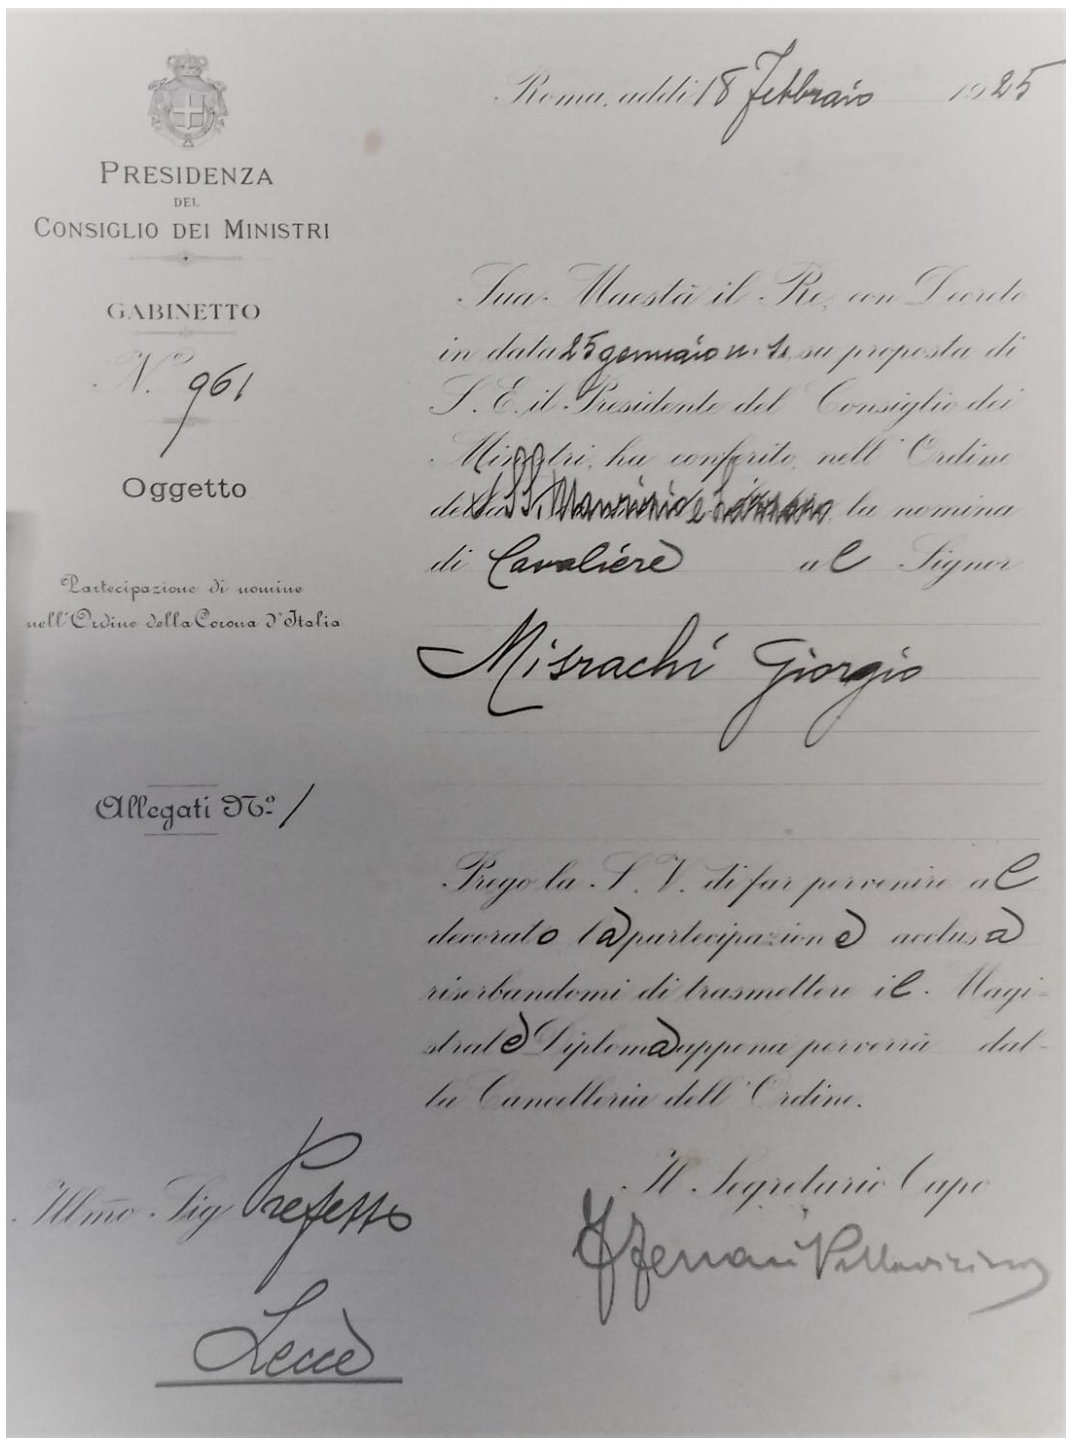 Roma, addi 18 Febbraio 1925
PRESIDENZA
DEL
CONSIGLIO DEI MINISTRI
GABINETTO
N.º 961
Oggetto
Partecipazione di nomine
nell'Ordine della Corona d'Italia
Allegati Nº 1
Sua Maestà il Re, con Decreto
in data 25 gennaio u. s. su proposta di
S. E. il Presidente del Consiglio dei
Ministri, ha conferito, nell'Ordine
dei SS. Maurizio e Lazzaro, la nomina
di Cavaliere al Signor
Misrachi Giorgio
Prego la S. V. di far pervenire al
decorato la partecipazione acclusa
riserbandomi di trasmettere il Magi-
strale Diploma appena perverrà dal-
la Cancelleria dell'Ordine.
Il Segretario Capo
Ferrari Pallavicino
Illmo Sig Prefetto
Lecce